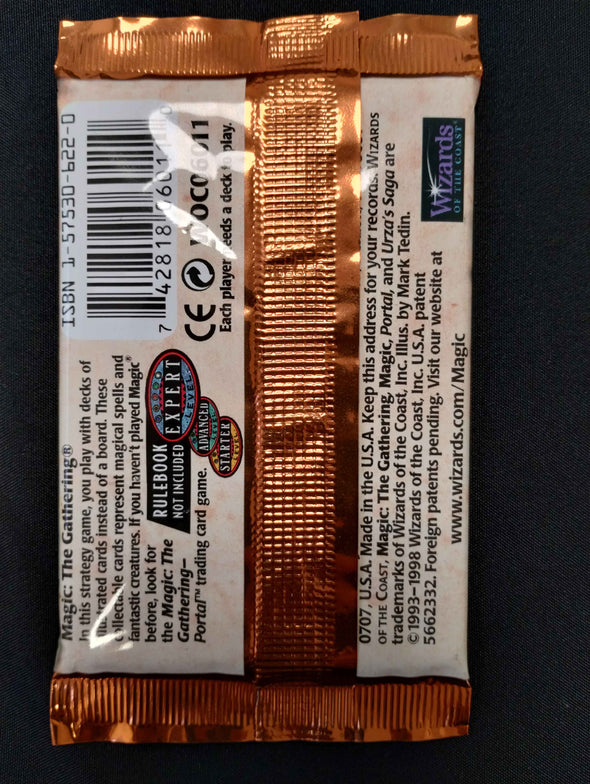 Magic: The Gathering®
In this strategy game, you play with decks of
illustrated cards instead of a board. These
collectable cards represent magical spells and
fantastic creatures. If you haven't played Magic®
before, look for
the Magic: The
Gathering–
Portal™ trading card game.
RULEBOOK
NOT INCLUDED
EXPERT
LEVEL
ADVANCED
LEVEL
STARTER
LEVEL
ISBN 1-57530-622-0
7 42818 0601
CE WOC06011
Each player needs a deck to play.
0707, U.S.A. Made in the U.S.A. Keep this address for your records. WIZARDS
OF THE COAST, Magic: The Gathering, Magic, Portal, and Urza's Saga are
trademarks of Wizards of the Coast, Inc. Illus. by Mark Tedin.
©1993–1998 Wizards of the Coast, Inc. U.S.A. patent
5662332. Foreign patents pending. Visit our website at
www.wizards.com/Magic
Wizards
OF THE COAST®